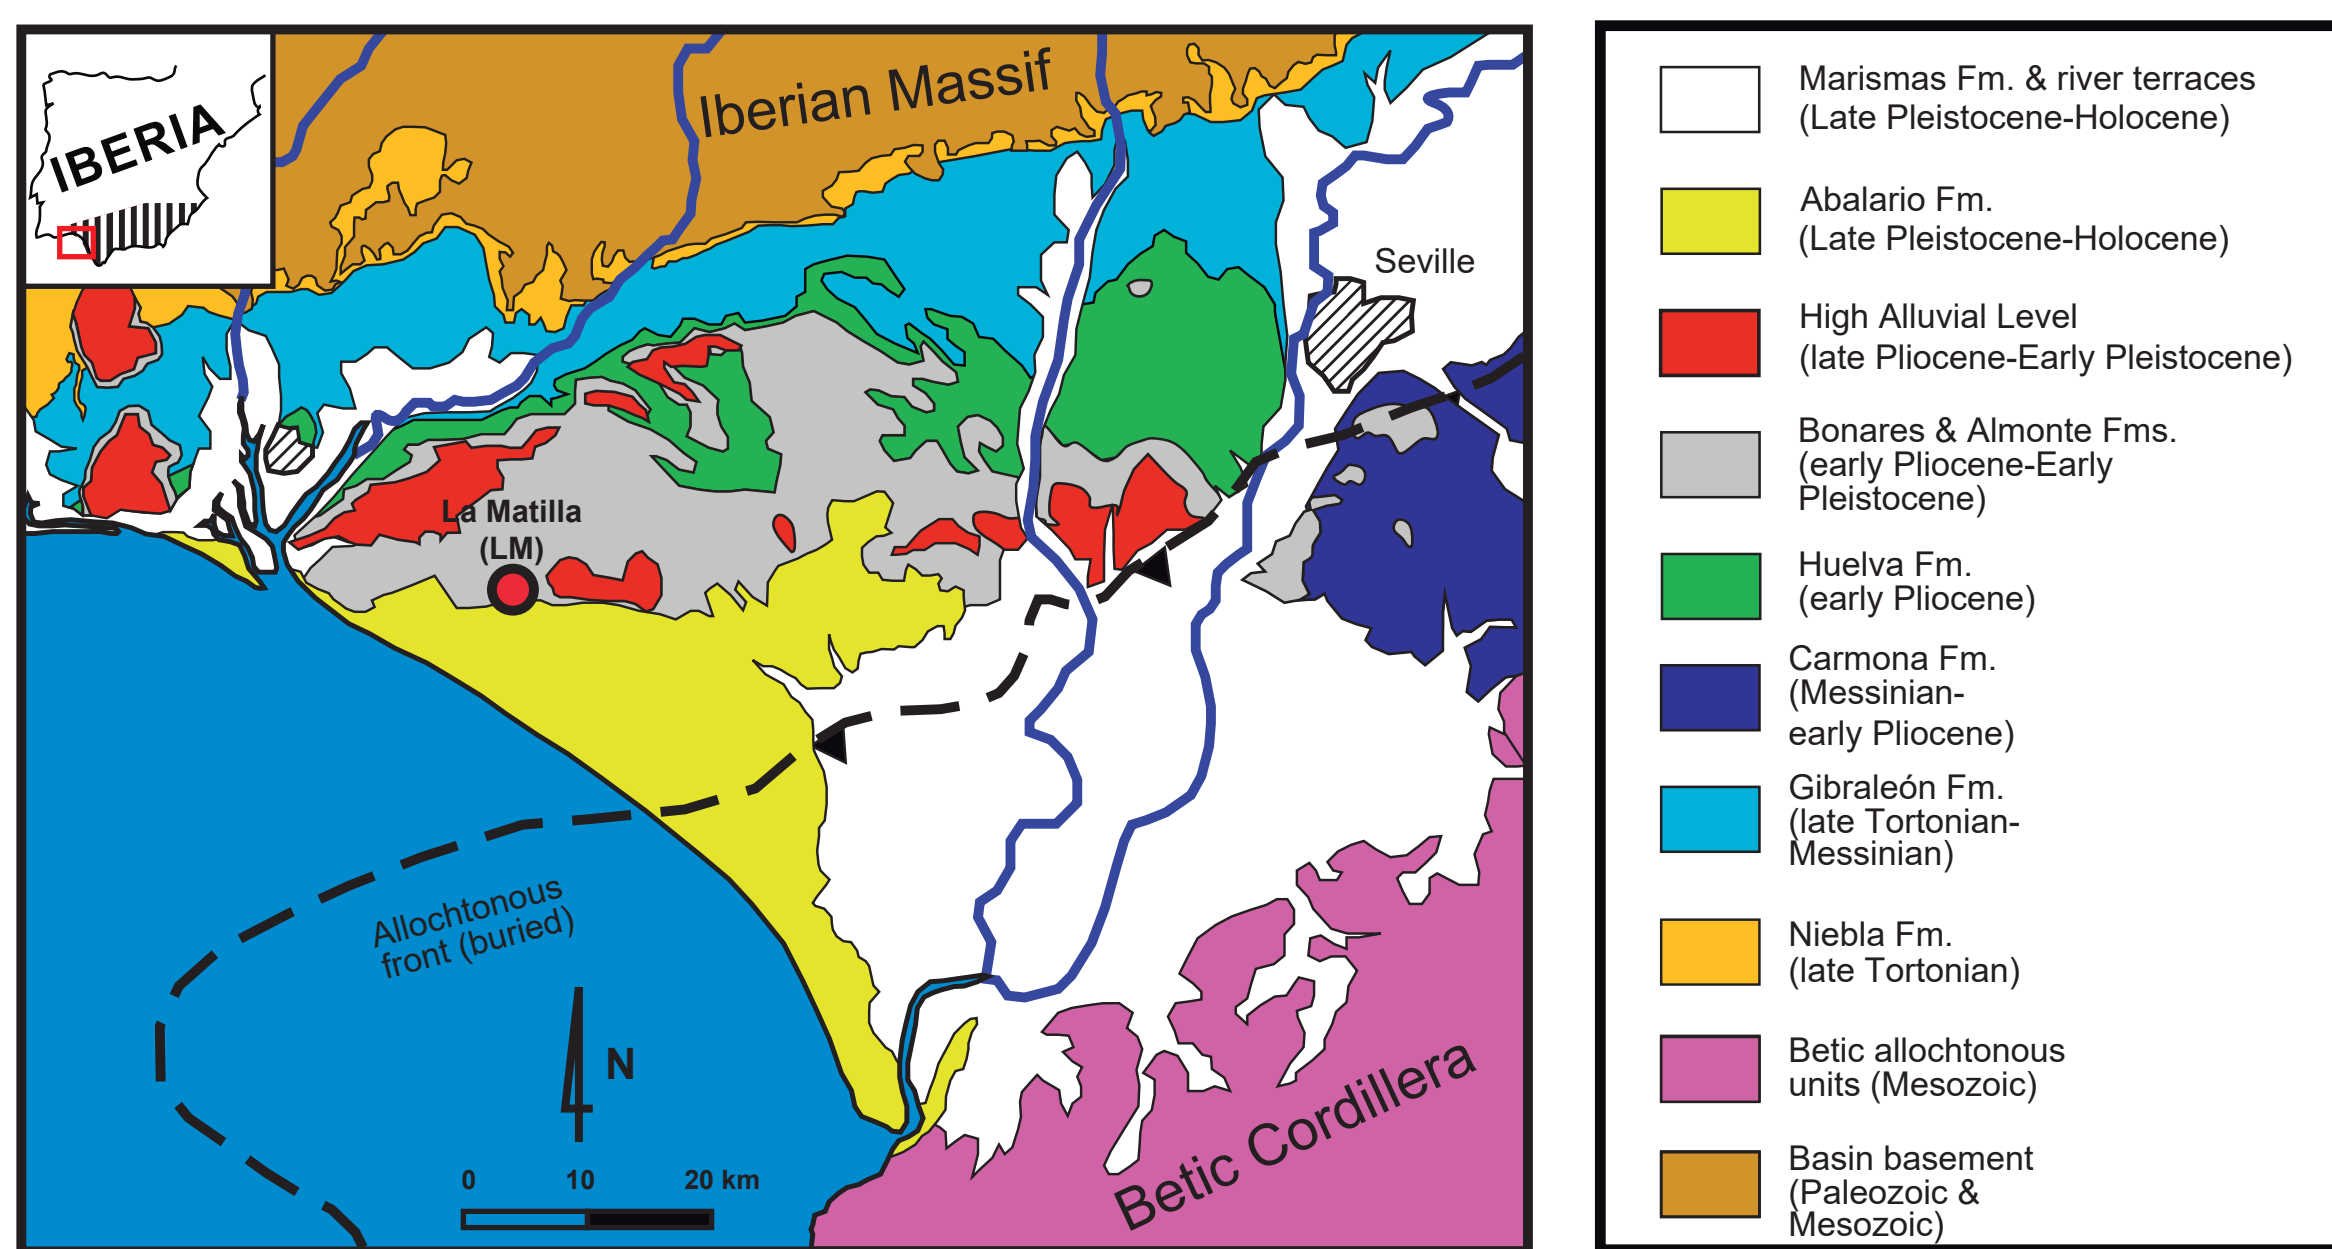 IBERIA
Iberian Massif
Seville
La Matilla
(LM)
Allochtonous
front (buried)
N
0 10 20 km
Betic Cordillera
Marismas Fm. & river terraces
(Late Pleistocene-Holocene)
Abalario Fm.
(Late Pleistocene-Holocene)
High Alluvial Level
(late Pliocene-Early Pleistocene)
Bonares & Almonte Fms.
(early Pliocene-Early
Pleistocene)
Huelva Fm.
(early Pliocene)
Carmona Fm.
(Messinian-
early Pliocene)
Gibraleón Fm.
(late Tortonian-
Messinian)
Niebla Fm.
(late Tortonian)
Betic allochtonous
units (Mesozoic)
Basin basement
(Paleozoic &
Mesozoic)